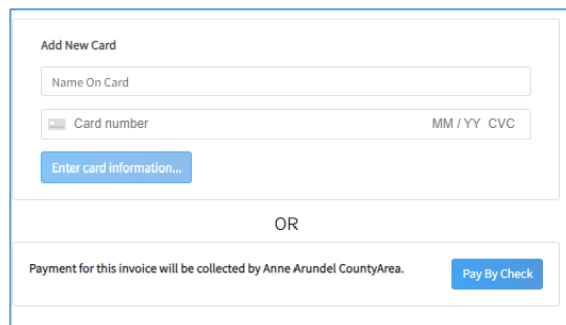 Add New Card
Name On Card
Card number MM / YY CVC
Enter card information...
OR
Payment for this invoice will be collected by Anne Arundel CountyArea.
Pay By Check